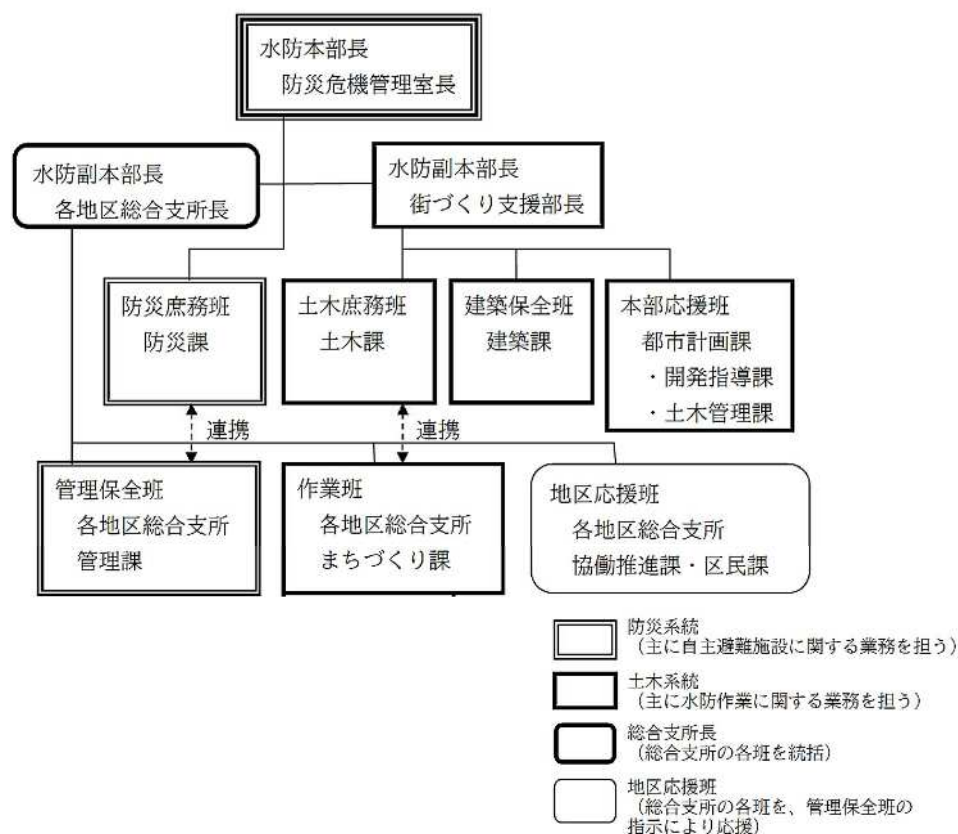 水防本部長
防災危機管理室長
水防副本部長
各地区総合支所長
水防副本部長
街づくり支援部長
防災庶務班
防災課
土木庶務班
土木課
建築保全班
建築課
本部応援班
都市計画課
・開発指導課
・土木管理課
連携
連携
管理保全班
各地区総合支所
管理課
作業班
各地区総合支所
まちづくり課
地区応援班
各地区総合支所
協働推進課・区民課
防災系統
（主に自主避難施設に関する業務を担う）
土木系統
（主に水防作業に関する業務を担う）
総合支所長
（総合支所の各班を統括）
地区応援班
（総合支所の各班を、管理保全班の
指示により応援）